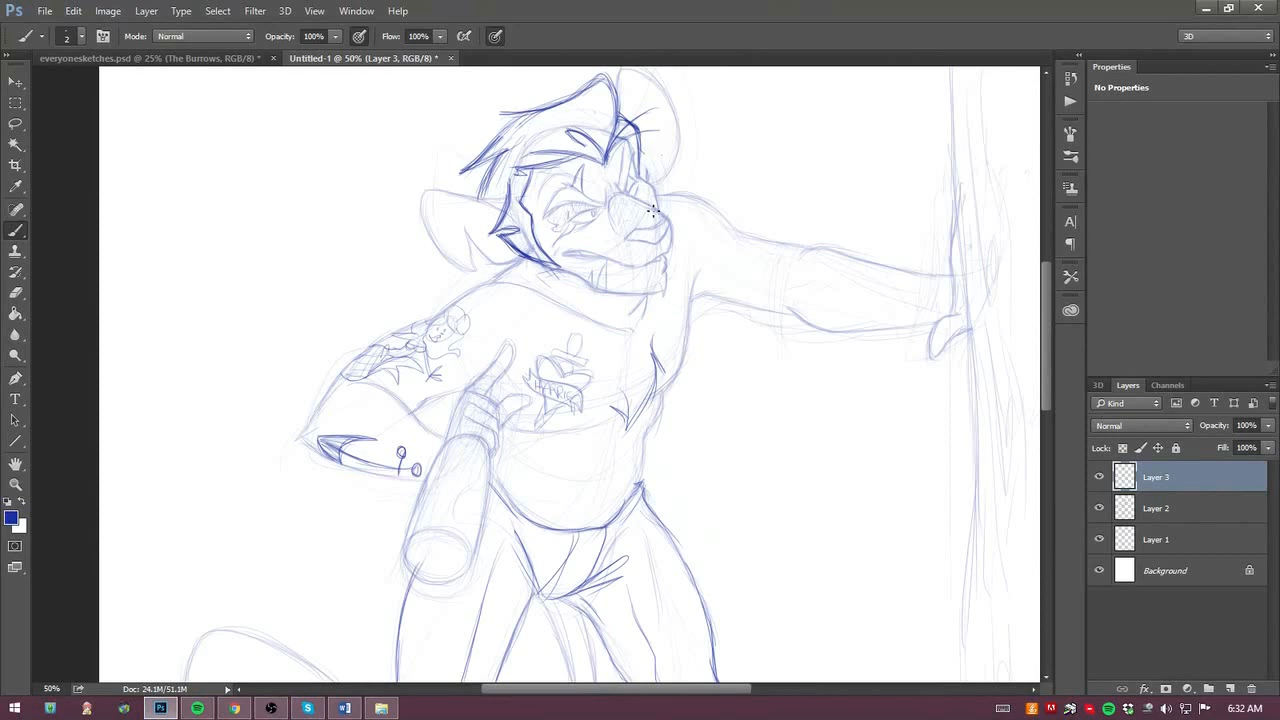 Ps File Edit Image Layer Type Select Filter 3D View Window Help
2 Mode: Normal Opacity: 100% Flow: 100% 3D
everyonesketches.psd @ 25% (The Burrows, RGB/8) * × Untitled-1 @ 50% (Layer 3, RGB/8) * ×
Properties
No Properties
3D Layers Channels
Kind
Normal Opacity: 100%
Lock: Fill: 100%
Layer 3
Layer 2
Layer 1
Background
50% Doc: 24.1M/51.1M
6:32 AM